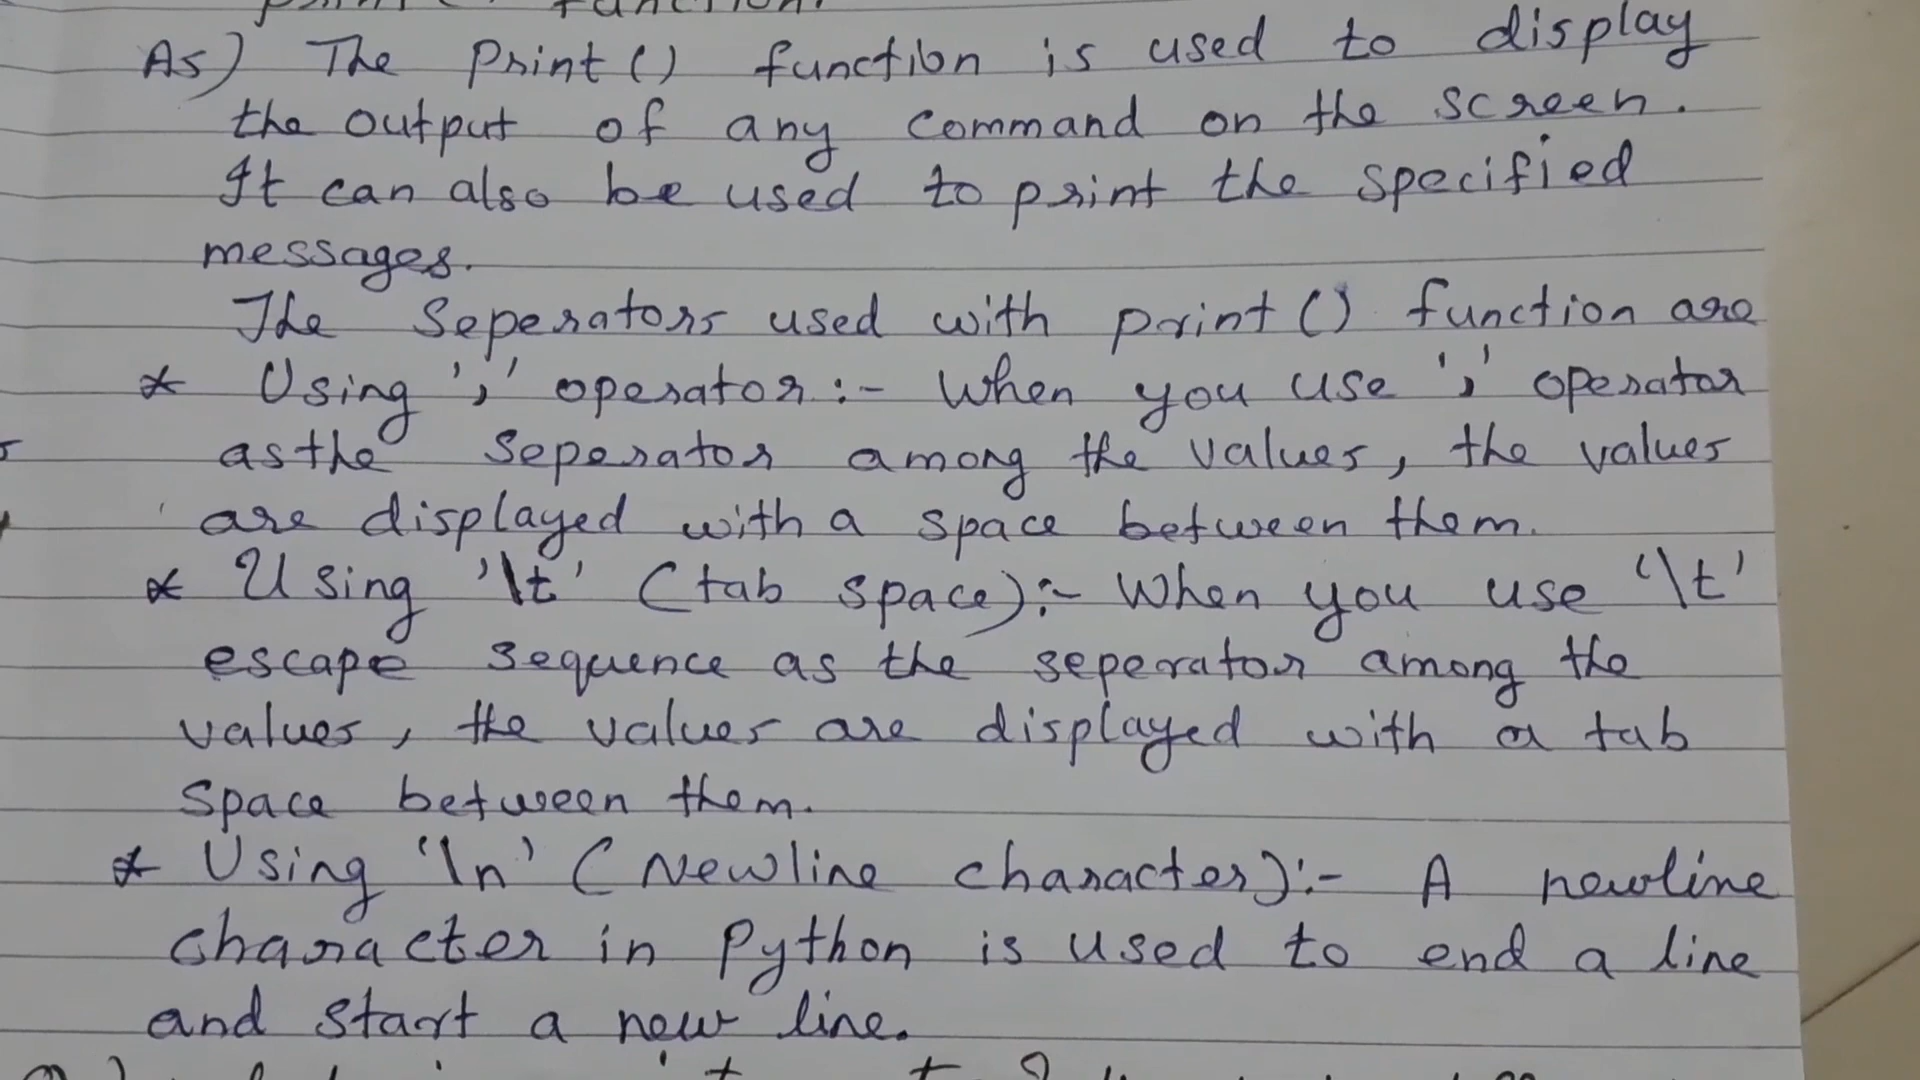 print() function.
A5) The Print() function is used to display
the output of any command on the screen.
It can also be used to print the specified
messages.
The Seperators used with print() function are
* Using ',' operator :- When you use ',' operator
as the Seperator among the values, the values
are displayed with a space between them.
* Using '\t' (tab space):- When you use '\t'
escape sequence as the seperator among the
values, the values are displayed with a tab
Space between them.
* Using '\n' (Newline character):- A newline
character in Python is used to end a line
and start a new line.